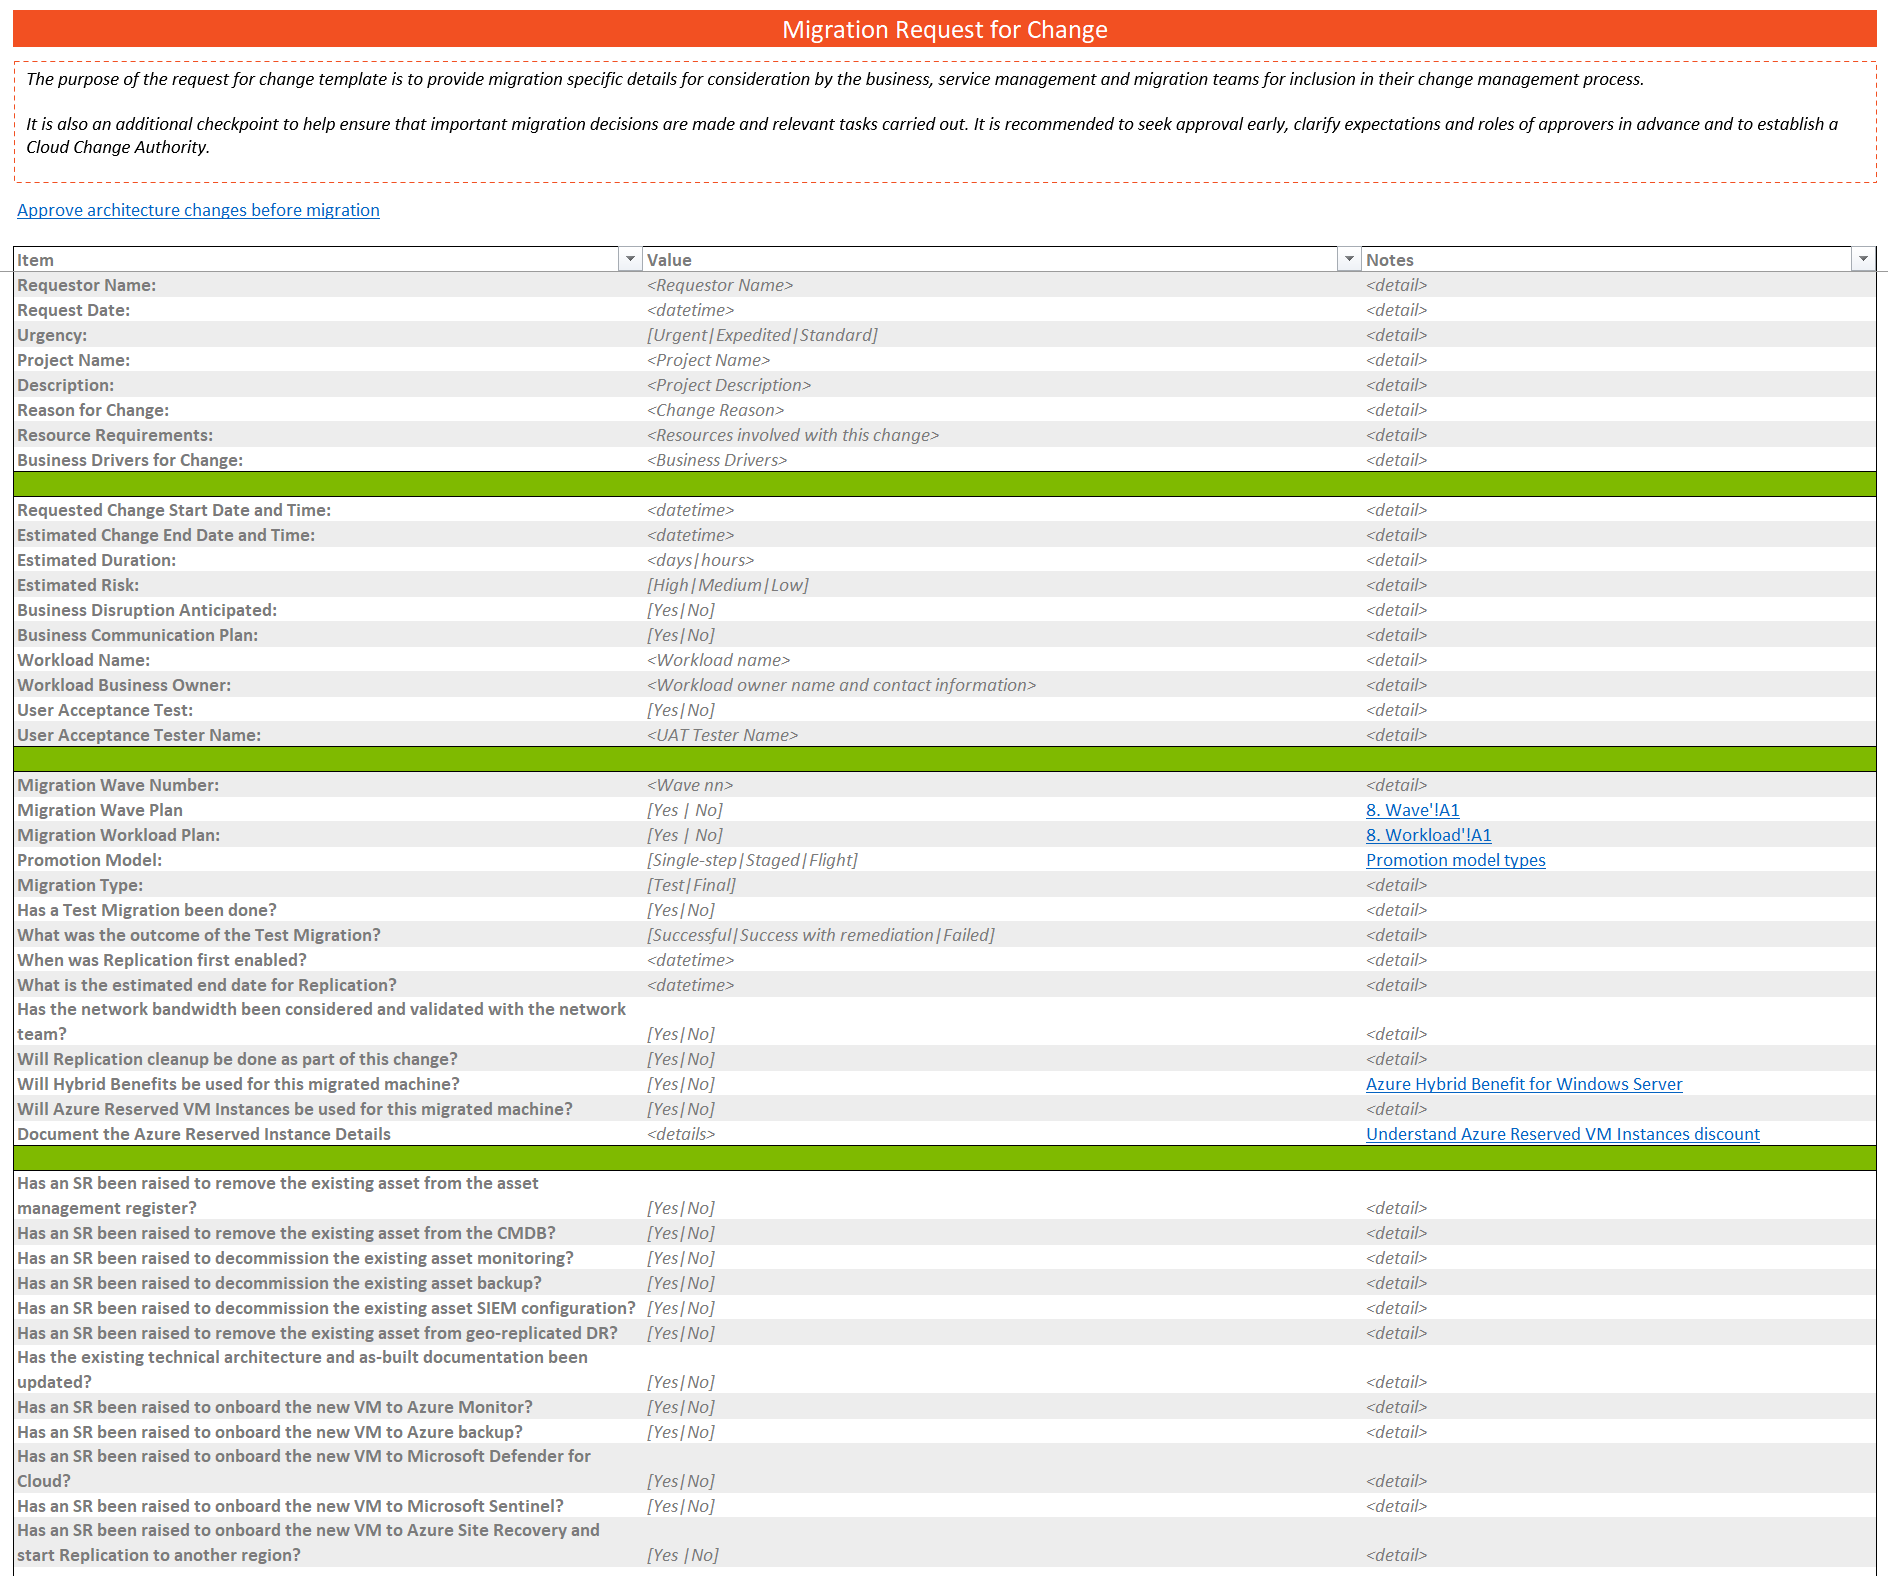 Migration Request for Change
The purpose of the request for change template is to provide migration specific details for consideration by the business, service management and migration teams for inclusion in their change management process.
It is also an additional checkpoint to help ensure that important migration decisions are made and relevant tasks carried out. It is recommended to seek approval early, clarify expectations and roles of approvers in advance and to establish a
Cloud Change Authority.
Approve architecture changes before migration
Item Value Notes
Requestor Name: <Requestor Name> <detail>
Request Date: <datetime> <detail>
Urgency: [Urgent|Expedited|Standard] <detail>
Project Name: <Project Name> <detail>
Description: <Project Description> <detail>
Reason for Change: <Change Reason> <detail>
Resource Requirements: <Resources involved with this change> <detail>
Business Drivers for Change: <Business Drivers> <detail>
Requested Change Start Date and Time: <datetime> <detail>
Estimated Change End Date and Time: <datetime> <detail>
Estimated Duration: <days|hours> <detail>
Estimated Risk: [High|Medium|Low] <detail>
Business Disruption Anticipated: [Yes|No] <detail>
Business Communication Plan: [Yes|No] <detail>
Workload Name: <Workload name> <detail>
Workload Business Owner: <Workload owner name and contact information> <detail>
User Acceptance Test: [Yes|No] <detail>
User Acceptance Tester Name: <UAT Tester Name> <detail>
Migration Wave Number: <Wave nn> <detail>
Migration Wave Plan [Yes | No] 8. Wave'!A1
Migration Workload Plan: [Yes | No] 8. Workload'!A1
Promotion Model: [Single-step|Staged|Flight] Promotion model types
Migration Type: [Test|Final] <detail>
Has a Test Migration been done? [Yes|No] <detail>
What was the outcome of the Test Migration? [Successful|Success with remediation|Failed] <detail>
When was Replication first enabled? <datetime> <detail>
What is the estimated end date for Replication? <datetime> <detail>
Has the network bandwidth been considered and validated with the network
team? [Yes|No] <detail>
Will Replication cleanup be done as part of this change? [Yes|No] <detail>
Will Hybrid Benefits be used for this migrated machine? [Yes|No] Azure Hybrid Benefit for Windows Server
Will Azure Reserved VM Instances be used for this migrated machine? [Yes|No] <detail>
Document the Azure Reserved Instance Details <details> Understand Azure Reserved VM Instances discount
Has an SR been raised to remove the existing asset from the asset
management register? [Yes|No] <detail>
Has an SR been raised to remove the existing asset from the CMDB? [Yes|No] <detail>
Has an SR been raised to decommission the existing asset monitoring? [Yes|No] <detail>
Has an SR been raised to decommission the existing asset backup? [Yes|No] <detail>
Has an SR been raised to decommission the existing asset SIEM configuration? [Yes|No] <detail>
Has an SR been raised to remove the existing asset from geo-replicated DR? [Yes|No] <detail>
Has the existing technical architecture and as-built documentation been
updated? [Yes|No] <detail>
Has an SR been raised to onboard the new VM to Azure Monitor? [Yes|No] <detail>
Has an SR been raised to onboard the new VM to Azure backup? [Yes|No] <detail>
Has an SR been raised to onboard the new VM to Microsoft Defender for
Cloud? [Yes|No] <detail>
Has an SR been raised to onboard the new VM to Microsoft Sentinel? [Yes|No] <detail>
Has an SR been raised to onboard the new VM to Azure Site Recovery and
start Replication to another region? [Yes |No] <detail>